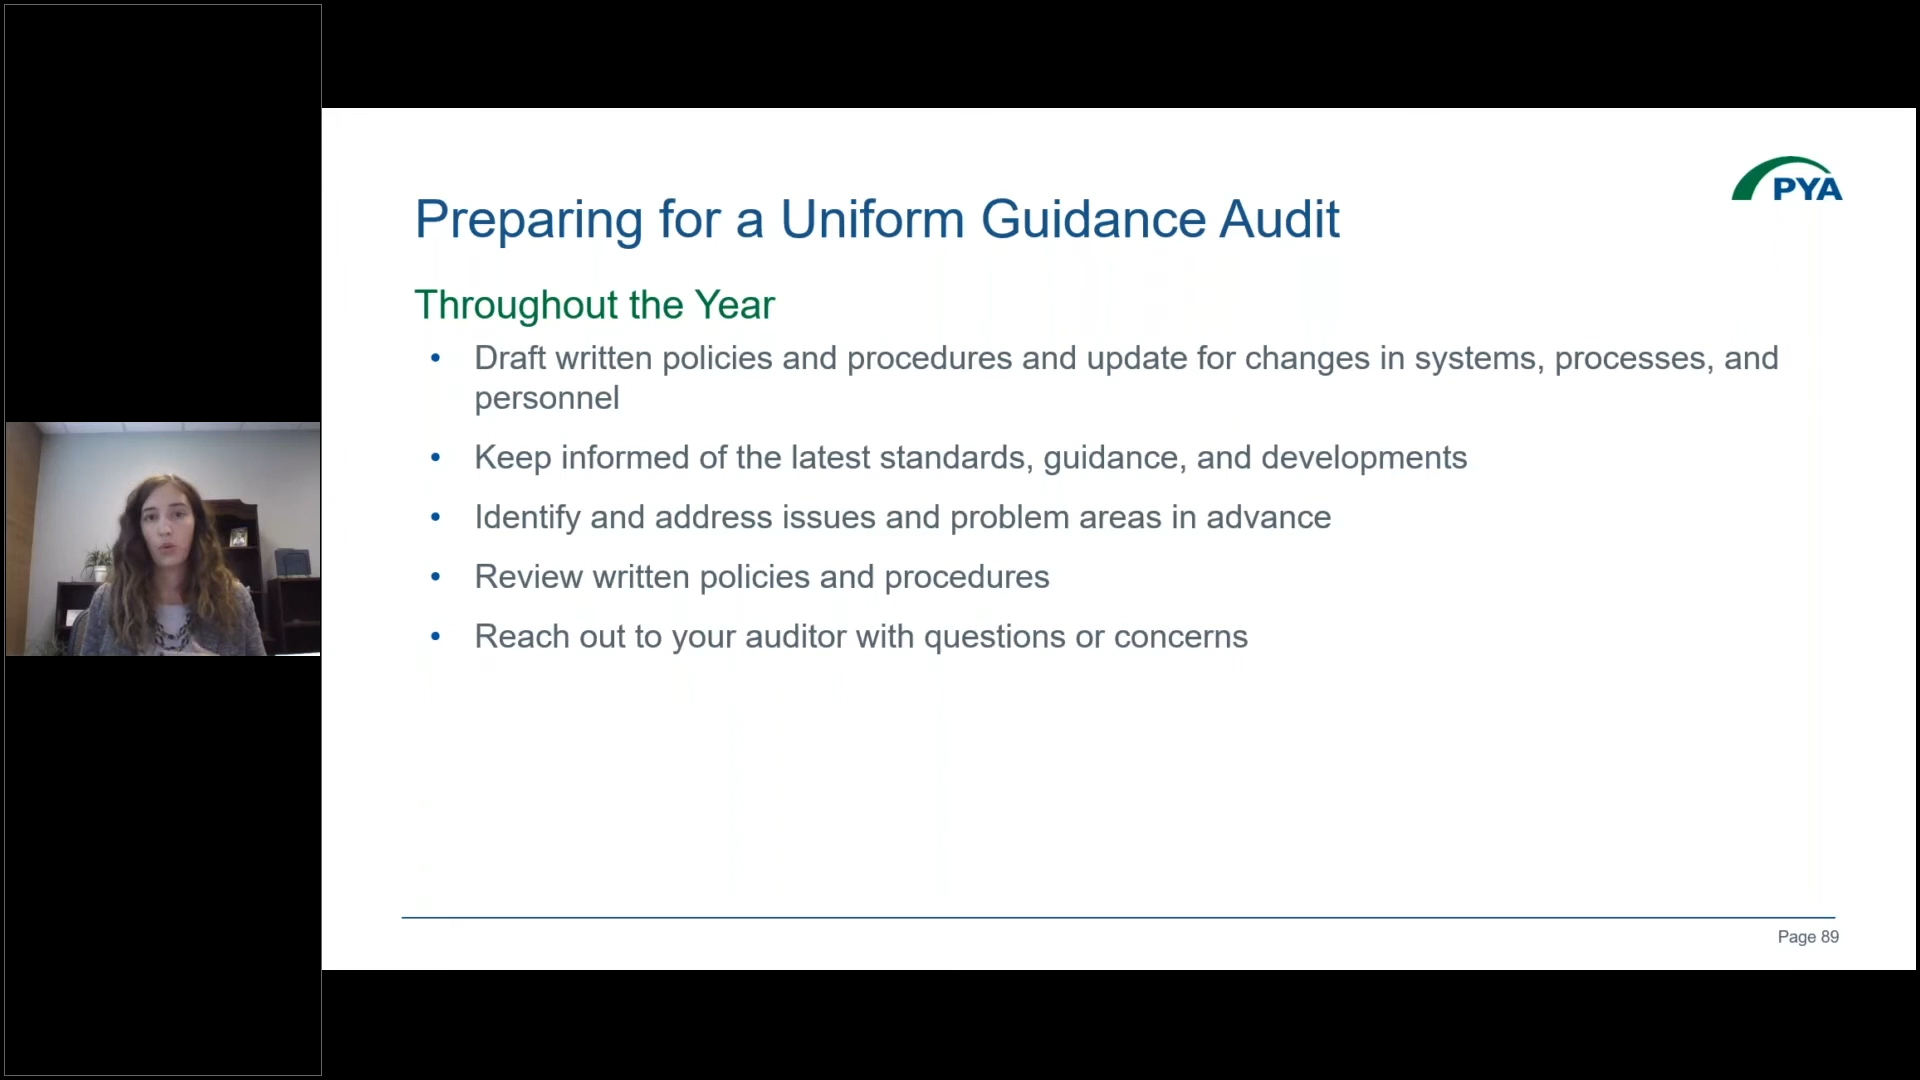 PYA
Preparing for a Uniform Guidance Audit
Throughout the Year
• Draft written policies and procedures and update for changes in systems, processes, and
personnel
• Keep informed of the latest standards, guidance, and developments
• Identify and address issues and problem areas in advance
• Review written policies and procedures
• Reach out to your auditor with questions or concerns
Page 89